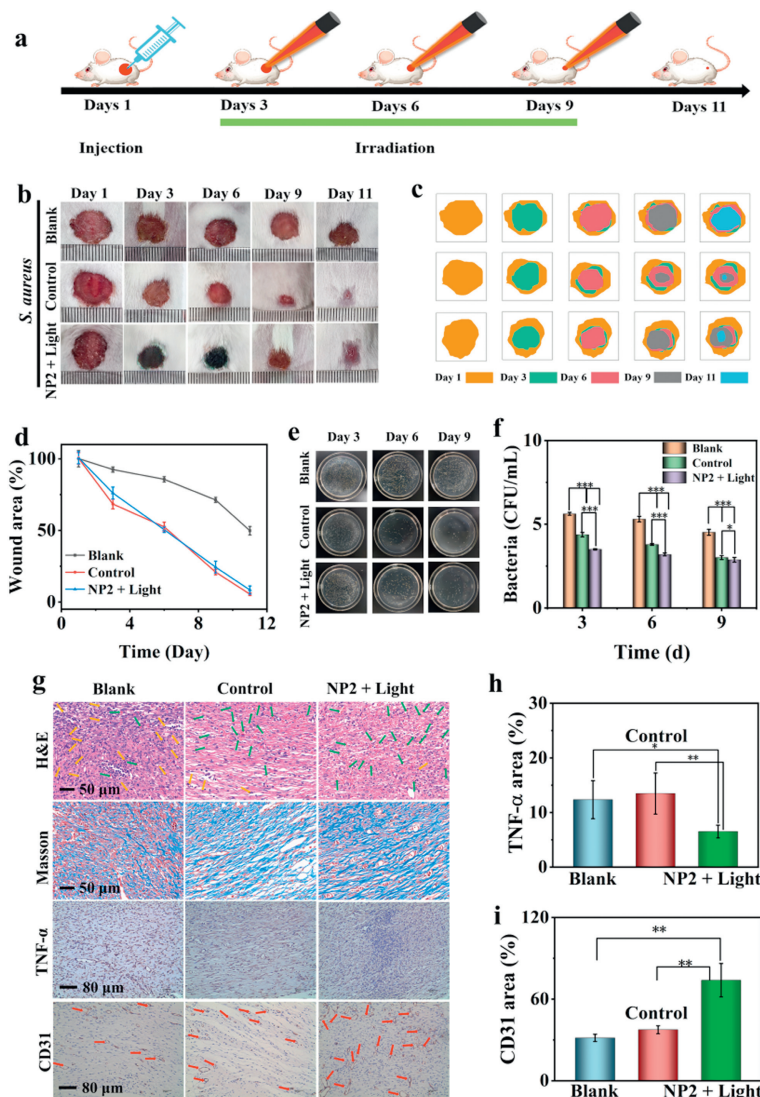 a
Days 1
Days 3
Days 6
Days 9
Days 11
Injection
Irradiation
b
Day 1
Day 3
Day 6
Day 9
Day 11
S. aureus
Blank
Control
NP2 + Light
c
Day 1
Day 3
Day 6
Day 9
Day 11
d
Wound area (%)
100
50
0
Blank
Control
NP2 + Light
0
3
6
9
12
Time (Day)
e
Day 3
Day 6
Day 9
Blank
Control
NP2 + Light
f
Bacteria (CFU/mL)
10
5
0
Blank
Control
NP2 + Light
***
***
***
***
***
*
3
6
9
Time (d)
g
Blank
Control
NP2 + Light
H&E
50 μm
Masson
50 μm
TNF-α
80 μm
CD31
80 μm
h
TNF-α area (%)
30
20
10
0
Control
*
**
Blank
NP2 + Light
i
CD31 area (%)
120
60
0
**
**
Control
Blank
NP2 + Light